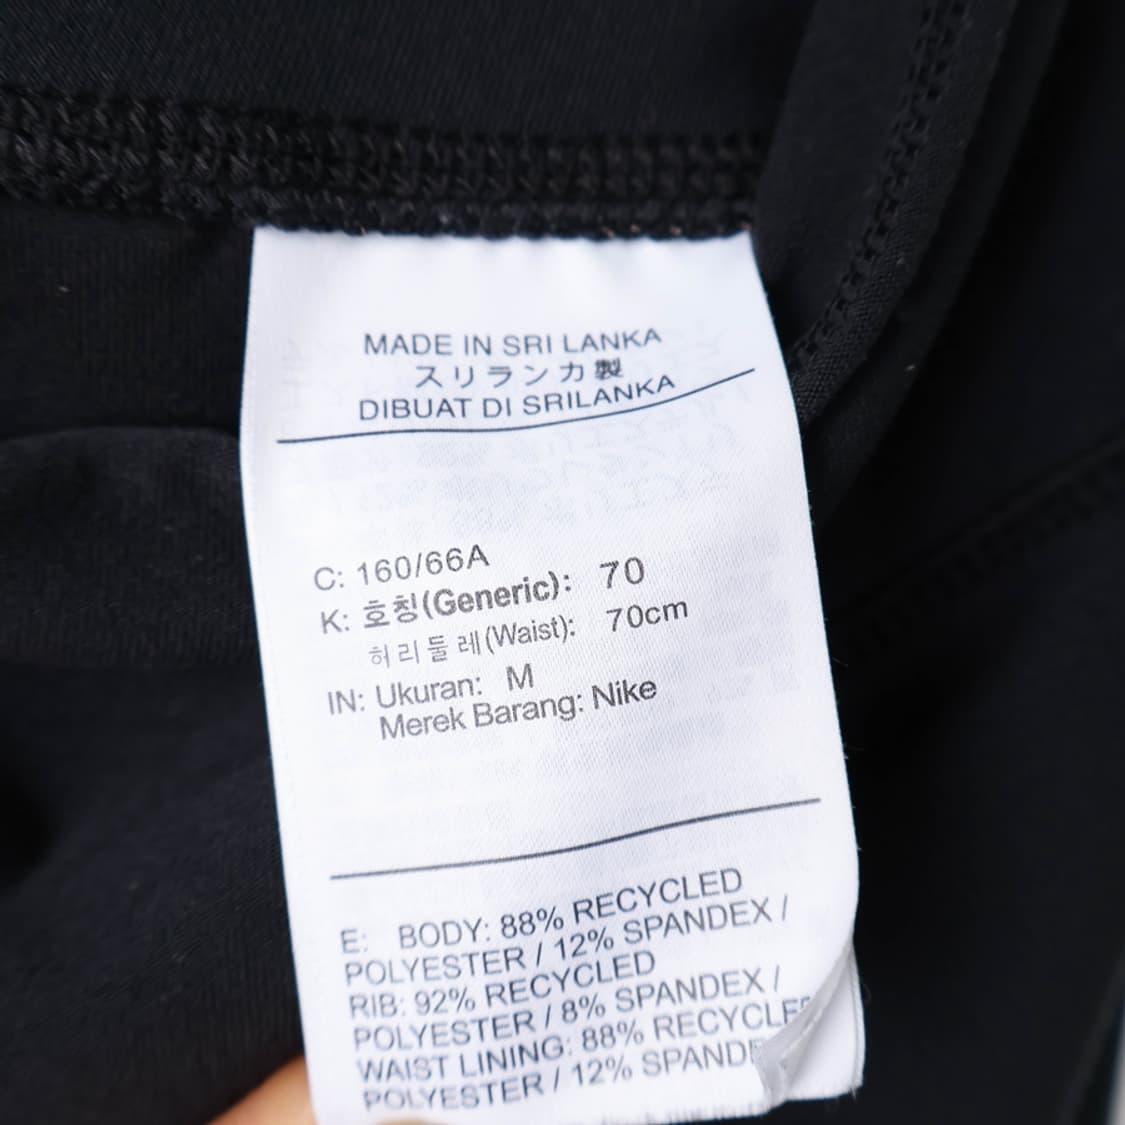 MADE IN SRI LANKA
スリランカ製
DIBUAT DI SRILANKA
C: 160/66A
K: 호칭(Generic): 70
허리둘레(Waist): 70cm
IN: Ukuran: M
Merek Barang: Nike
E: BODY: 88% RECYCLED
POLYESTER / 12% SPANDEX /
RIB: 92% RECYCLED
POLYESTER / 8% SPANDEX /
WAIST LINING: 88%
POLYESTER / 12%